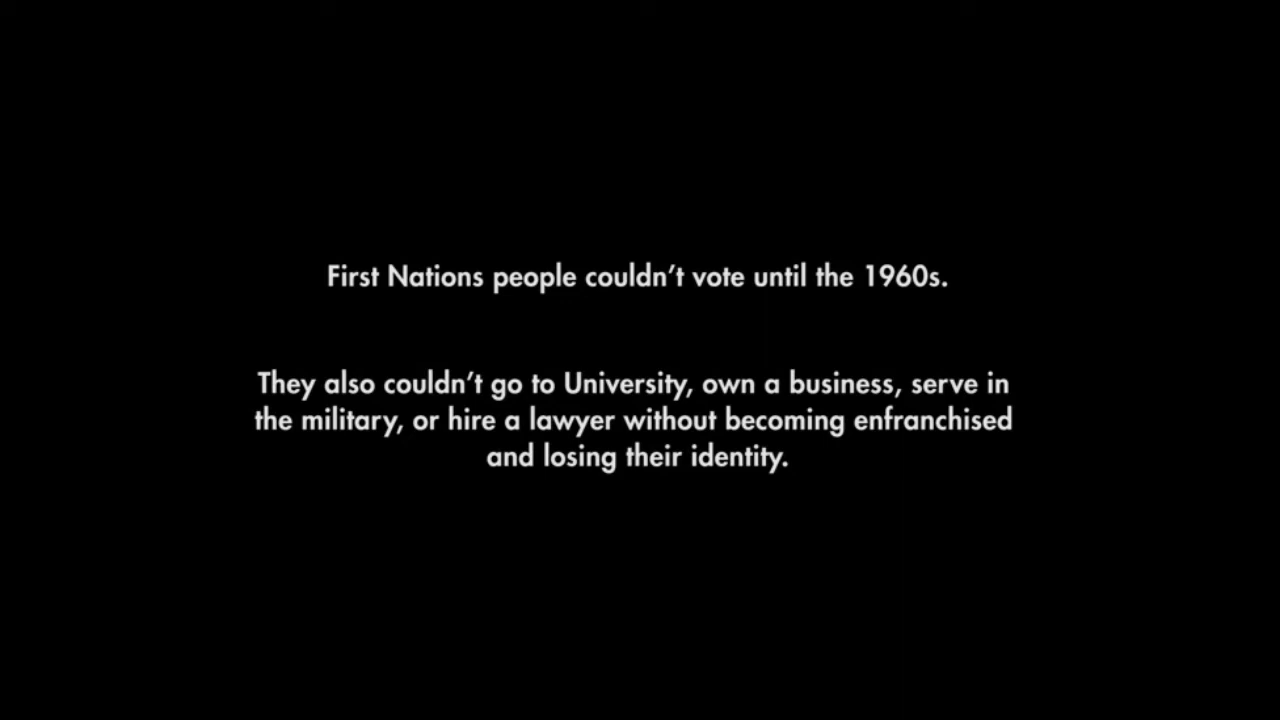 First Nations people couldn't vote until the 1960s.
They also couldn't go to University, own a business, serve in
the military, or hire a lawyer without becoming enfranchised
and losing their identity.